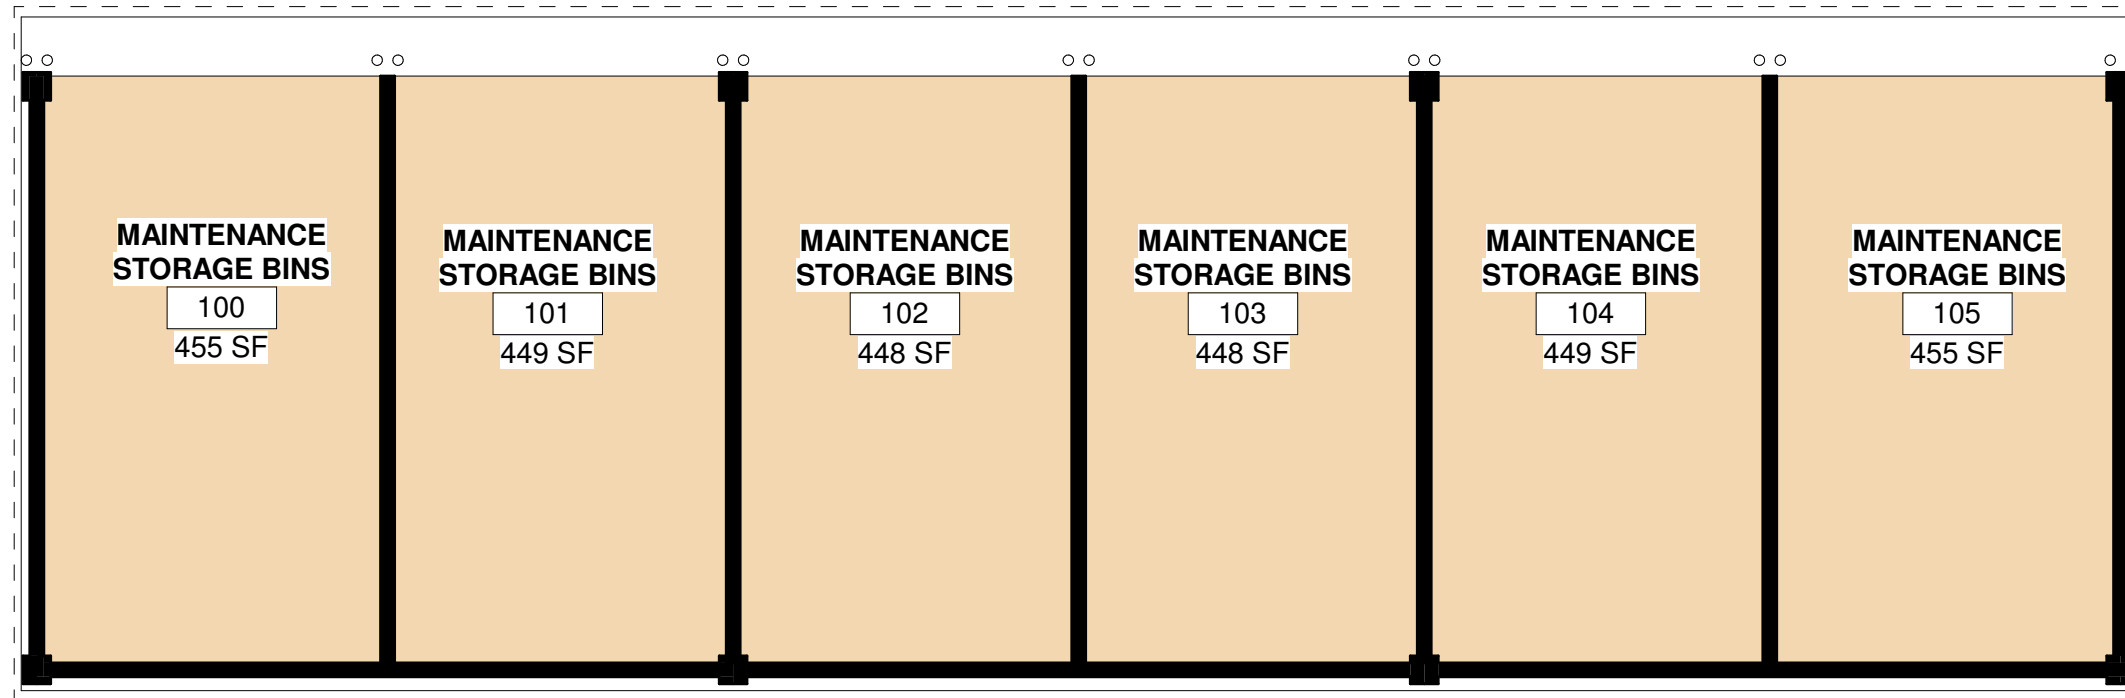 MAINTENANCE
STORAGE BINS
100
455 SF
MAINTENANCE
STORAGE BINS
101
449 SF
MAINTENANCE
STORAGE BINS
102
448 SF
MAINTENANCE
STORAGE BINS
103
448 SF
MAINTENANCE
STORAGE BINS
104
449 SF
MAINTENANCE
STORAGE BINS
105
455 SF